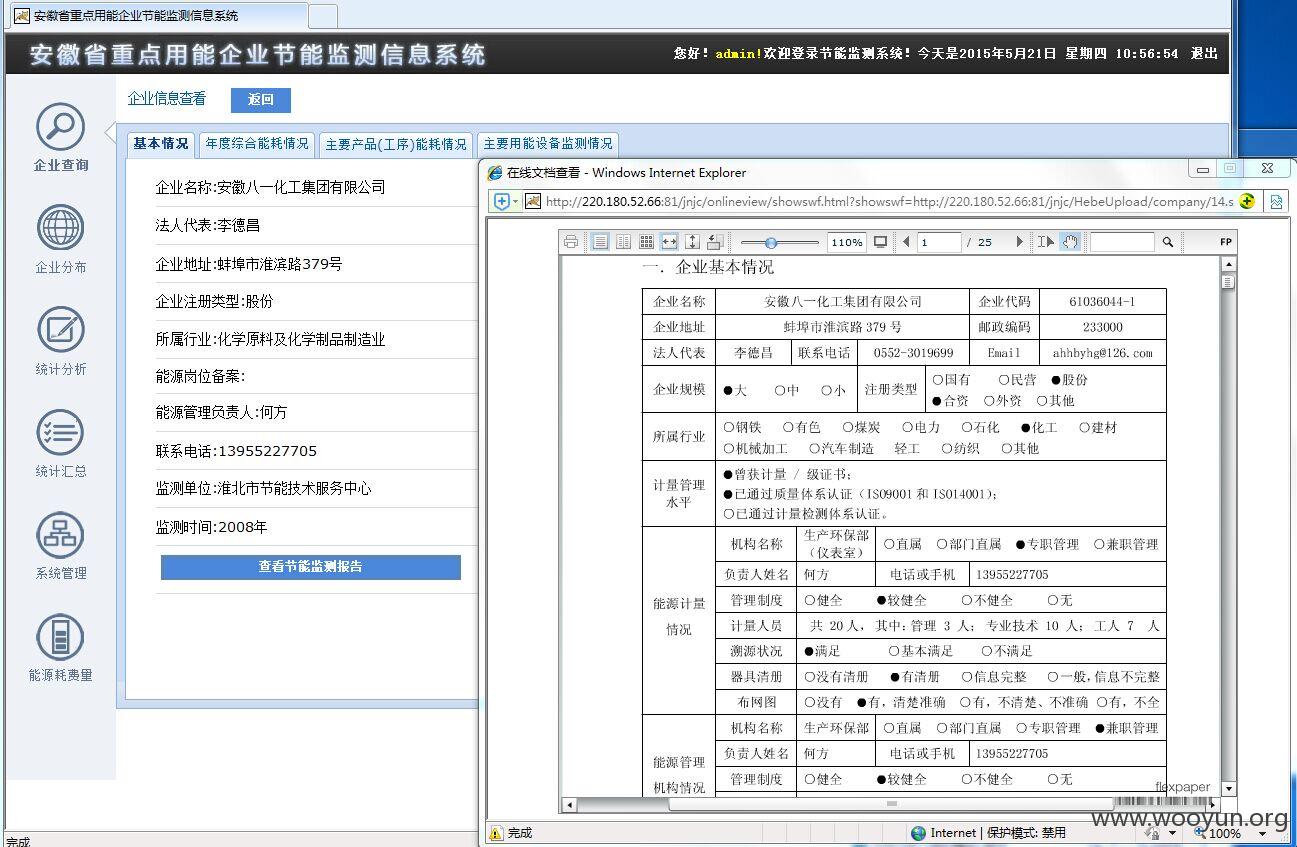 安徽省重点用能企业节能监测信息系统
安徽省重点用能企业节能监测信息系统
您好！admin!欢迎登录节能监测系统！今天是2015年5月21日 星期四 10:56:54 退出
企业查询
企业分布
统计分析
统计汇总
系统管理
能源耗费量
企业信息查看 返回
基本情况 年度综合能耗情况 主要产品(工序)能耗情况 主要用能设备监测情况
企业名称:安徽八一化工集团有限公司
法人代表:李德昌
企业地址:蚌埠市淮滨路379号
企业注册类型:股份
所属行业:化学原料及化学制品制造业
能源岗位备案:
能源管理负责人:何方
联系电话:13955227705
监测单位:淮北市节能技术服务中心
监测时间:2008年
查看节能监测报告
在线文档查看 - Windows Internet Explorer
http://220.180.52.66:81/jnjc/onlineview/showswf.html?showswf=http://220.180.52.66:81/jnjc/HebeUpload/company/14.s
110% 1 / 25 FP
一．企业基本情况
企业名称 安徽八一化工集团有限公司 企业代码 61036044-1
企业地址 蚌埠市淮滨路 379 号 邮政编码 233000
法人代表 李德昌 联系电话 0552-3019699 Email ahhbyhg@126.com
企业规模 ●大 ○中 ○小 注册类型 ○国有 ○民营 ●股份
●合资 ○外资 ○其他
所属行业 ○钢铁 ○有色 ○煤炭 ○电力 ○石化 ●化工 ○建材
○机械加工 ○汽车制造 轻工 ○纺织 ○其他
计量管理水平 ●曾获计量 / 级证书；
●已通过质量体系认证（ISO9001 和 ISO14001）；
○已通过计量检测体系认证。
能源计量情况 机构名称 生产环保部（仪表室） ○直属 ○部门直属 ●专职管理 ○兼职管理
负责人姓名 何方 电话或手机 13955227705
管理制度 ○健全 ●较健全 ○不健全 ○无
计量人员 共 20 人，其中：管理 3 人；专业技术 10 人；工人 7 人
溯源状况 ●满足 ○基本满足 ○不满足
器具清册 ○没有清册 ●有清册 ○信息完整 ○一般，信息不完整
布网图 ○没有 ●有，清楚准确 ○有，不清楚、不准确 ○有，不全
能源管理机构情况 机构名称 生产环保部 ○直属 ○部门直属 ○专职管理 ●兼职管理
负责人姓名 何方 电话或手机 13955227705
管理制度 ○健全 ●较健全 ○不健全 ○无
flexpaper
www.wooyun.org
完成 Internet | 保护模式: 禁用 100%
完成